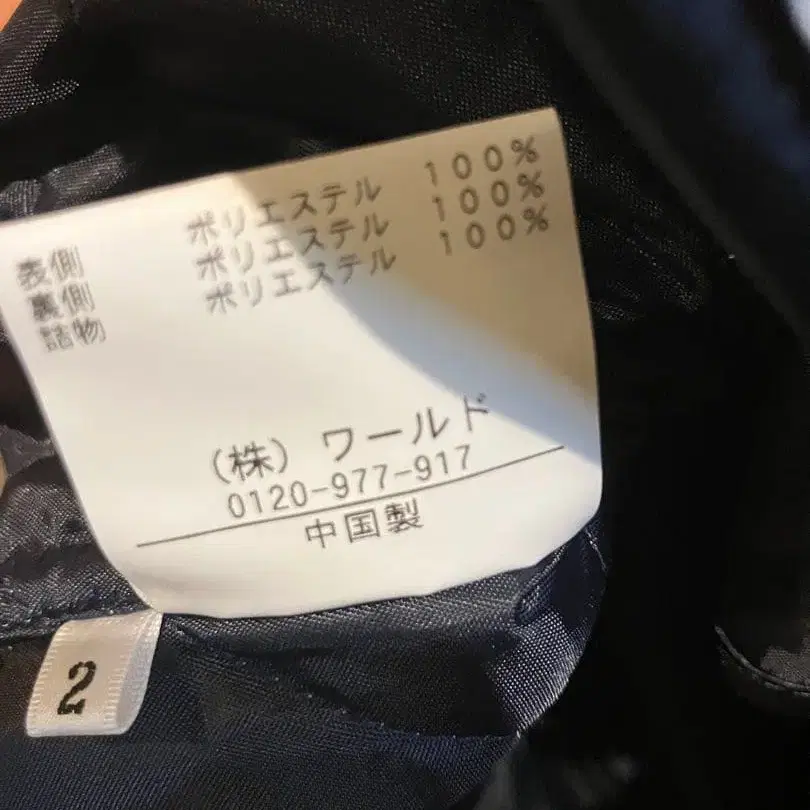 表側 ポリエステル 100%
裏側 ポリエステル 100%
詰物 ポリエステル 100%
(株) ワールド
0120-977-917
中国製
2